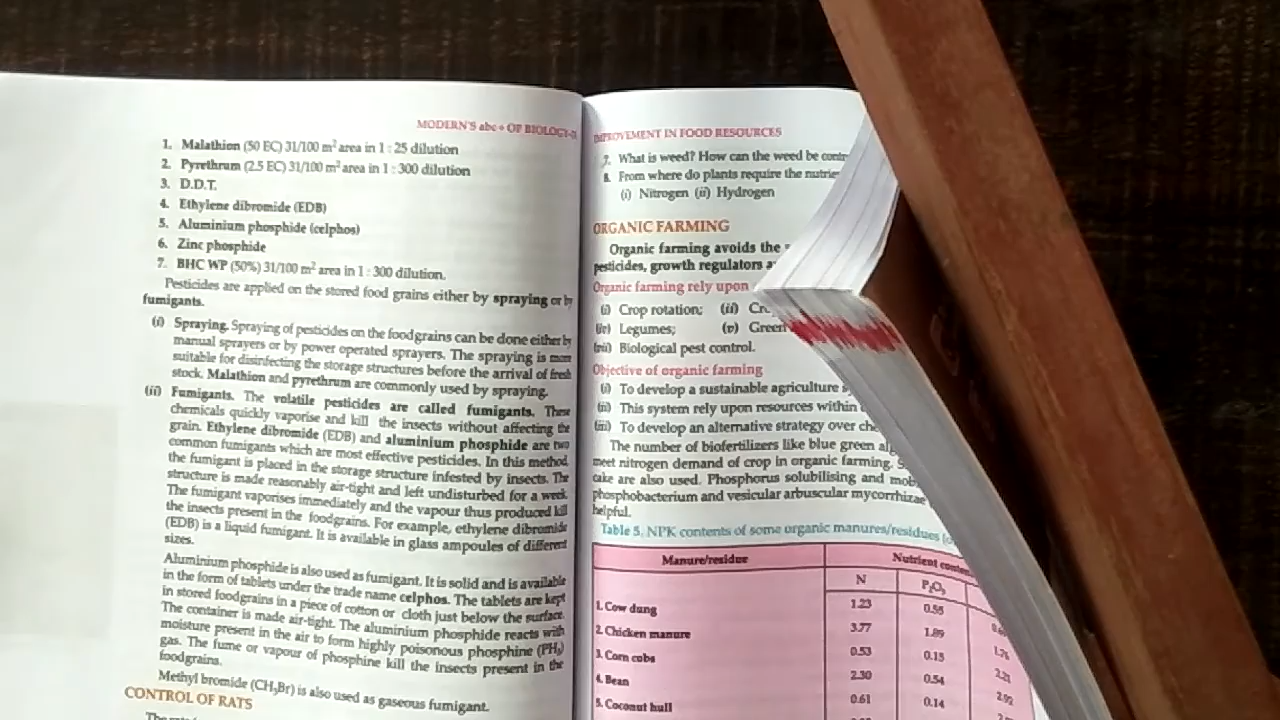 MODERN'S abc + OF BIOLOGY-
1. Malathion (50 EC) 31/100 m² area in 1 : 25 dilution
2. Pyrethrum (2.5 EC) 31/100 m² area in 1 : 300 dilution
3. D.D.T.
4. Ethylene dibromide (EDB)
5. Aluminium phosphide (celphos)
6. Zinc phosphide
7. BHC WP (50%) 31/100 m² area in 1 : 300 dilution.
Pesticides are applied on the stored food grains either by spraying or by
fumigants.
(i) Spraying. Spraying of pesticides on the foodgrains can be done either by
manual sprayers or by power operated sprayers. The spraying is more
suitable for disinfecting the storage structures before the arrival of fresh
stock. Malathion and pyrethrum are commonly used by spraying.
(ii) Fumigants. The volatile pesticides are called fumigants. These
chemicals quickly vaporise and kill the insects without affecting the
grain. Ethylene dibromide (EDB) and aluminium phosphide are two
common fumigants which are most effective pesticides. In this method,
the fumigant is placed in the storage structure infested by insects. The
structure is made reasonably air-tight and left undisturbed for a week.
The fumigant vaporises immediately and the vapour thus produced kill
the insects present in the foodgrains. For example, ethylene dibromide
(EDB) is a liquid fumigant. It is available in glass ampoules of different
sizes.
Aluminium phosphide is also used as fumigant. It is solid and is available
in the form of tablets under the trade name celphos. The tablets are kept
in stored foodgrains in a piece of cotton or cloth just below the surface.
The container is made air-tight. The aluminium phosphide reacts with
moisture present in the air to form highly poisonous phosphine (PH₃)
gas. The fume or vapour of phosphine kill the insects present in the
foodgrains.
Methyl bromide (CH₃Br) is also used as gaseous fumigant.
CONTROL OF RATS
IMPROVEMENT IN FOOD RESOURCES
7. What is weed? How can the weed be
8. From where do plants require the
(i) Nitrogen (ii) Hydrogen
ORGANIC FARMING
Organic farming avoids the
pesticides, growth regulators
Organic farming rely upon
(i) Crop rotation; (ii)
(iv) Legumes; (v) Green
(vii) Biological pest control.
Objective of organic farming
(i) To develop a sustainable agriculture
(ii) This system rely upon resources within
(iii) To develop an alternative strategy over
The number of biofertilizers like blue green
meet nitrogen demand of crop in organic farming.
cake are also used. Phosphorus solubilising and
phosphobacterium and vesicular arbuscular mycorrhizae
helpful.
Table 5. NPK contents of some organic manures/residues
Manure/residue Nutrient
N P₂O₅
1. Cow dung 1.23 0.55
2. Chicken manure 3.77 1.89
3. Corn cobs 0.53 0.15 1.76
4. Bean 2.30 0.54 2.21
5. Coconut hull 0.61 0.14 2.02